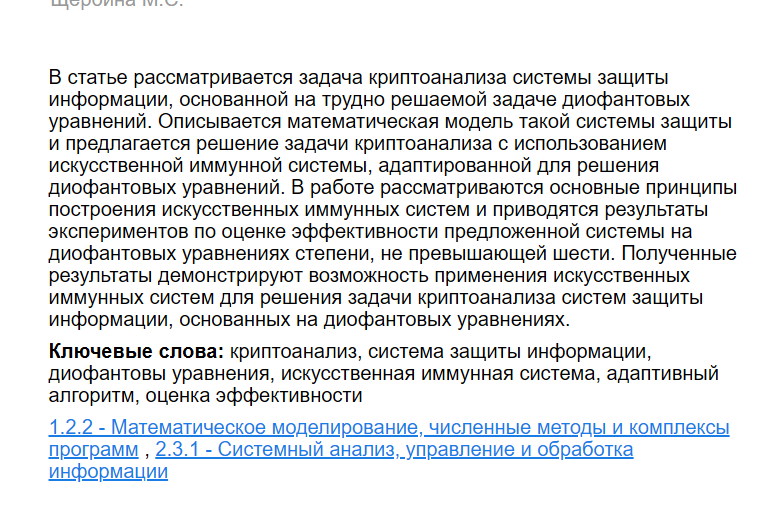 Щербина М.С.
В статье рассматривается задача криптоанализа системы защиты
информации, основанной на трудно решаемой задаче диофантовых
уравнений. Описывается математическая модель такой системы защиты
и предлагается решение задачи криптоанализа с использованием
искусственной иммунной системы, адаптированной для решения
диофантовых уравнений. В работе рассматриваются основные принципы
построения искусственных иммунных систем и приводятся результаты
экспериментов по оценке эффективности предложенной системы на
диофантовых уравнениях степени, не превышающей шести. Полученные
результаты демонстрируют возможность применения искусственных
иммунных систем для решения задачи криптоанализа систем защиты
информации, основанных на диофантовых уравнениях.
Ключевые слова: криптоанализ, система защиты информации,
диофантовы уравнения, искусственная иммунная система, адаптивный
алгоритм, оценка эффективности
1.2.2 - Математическое моделирование, численные методы и комплексы
программ , 2.3.1 - Системный анализ, управление и обработка
информации